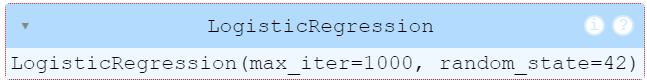 ▾ LogisticRegression i ?
LogisticRegression(max_iter=1000, random_state=42)